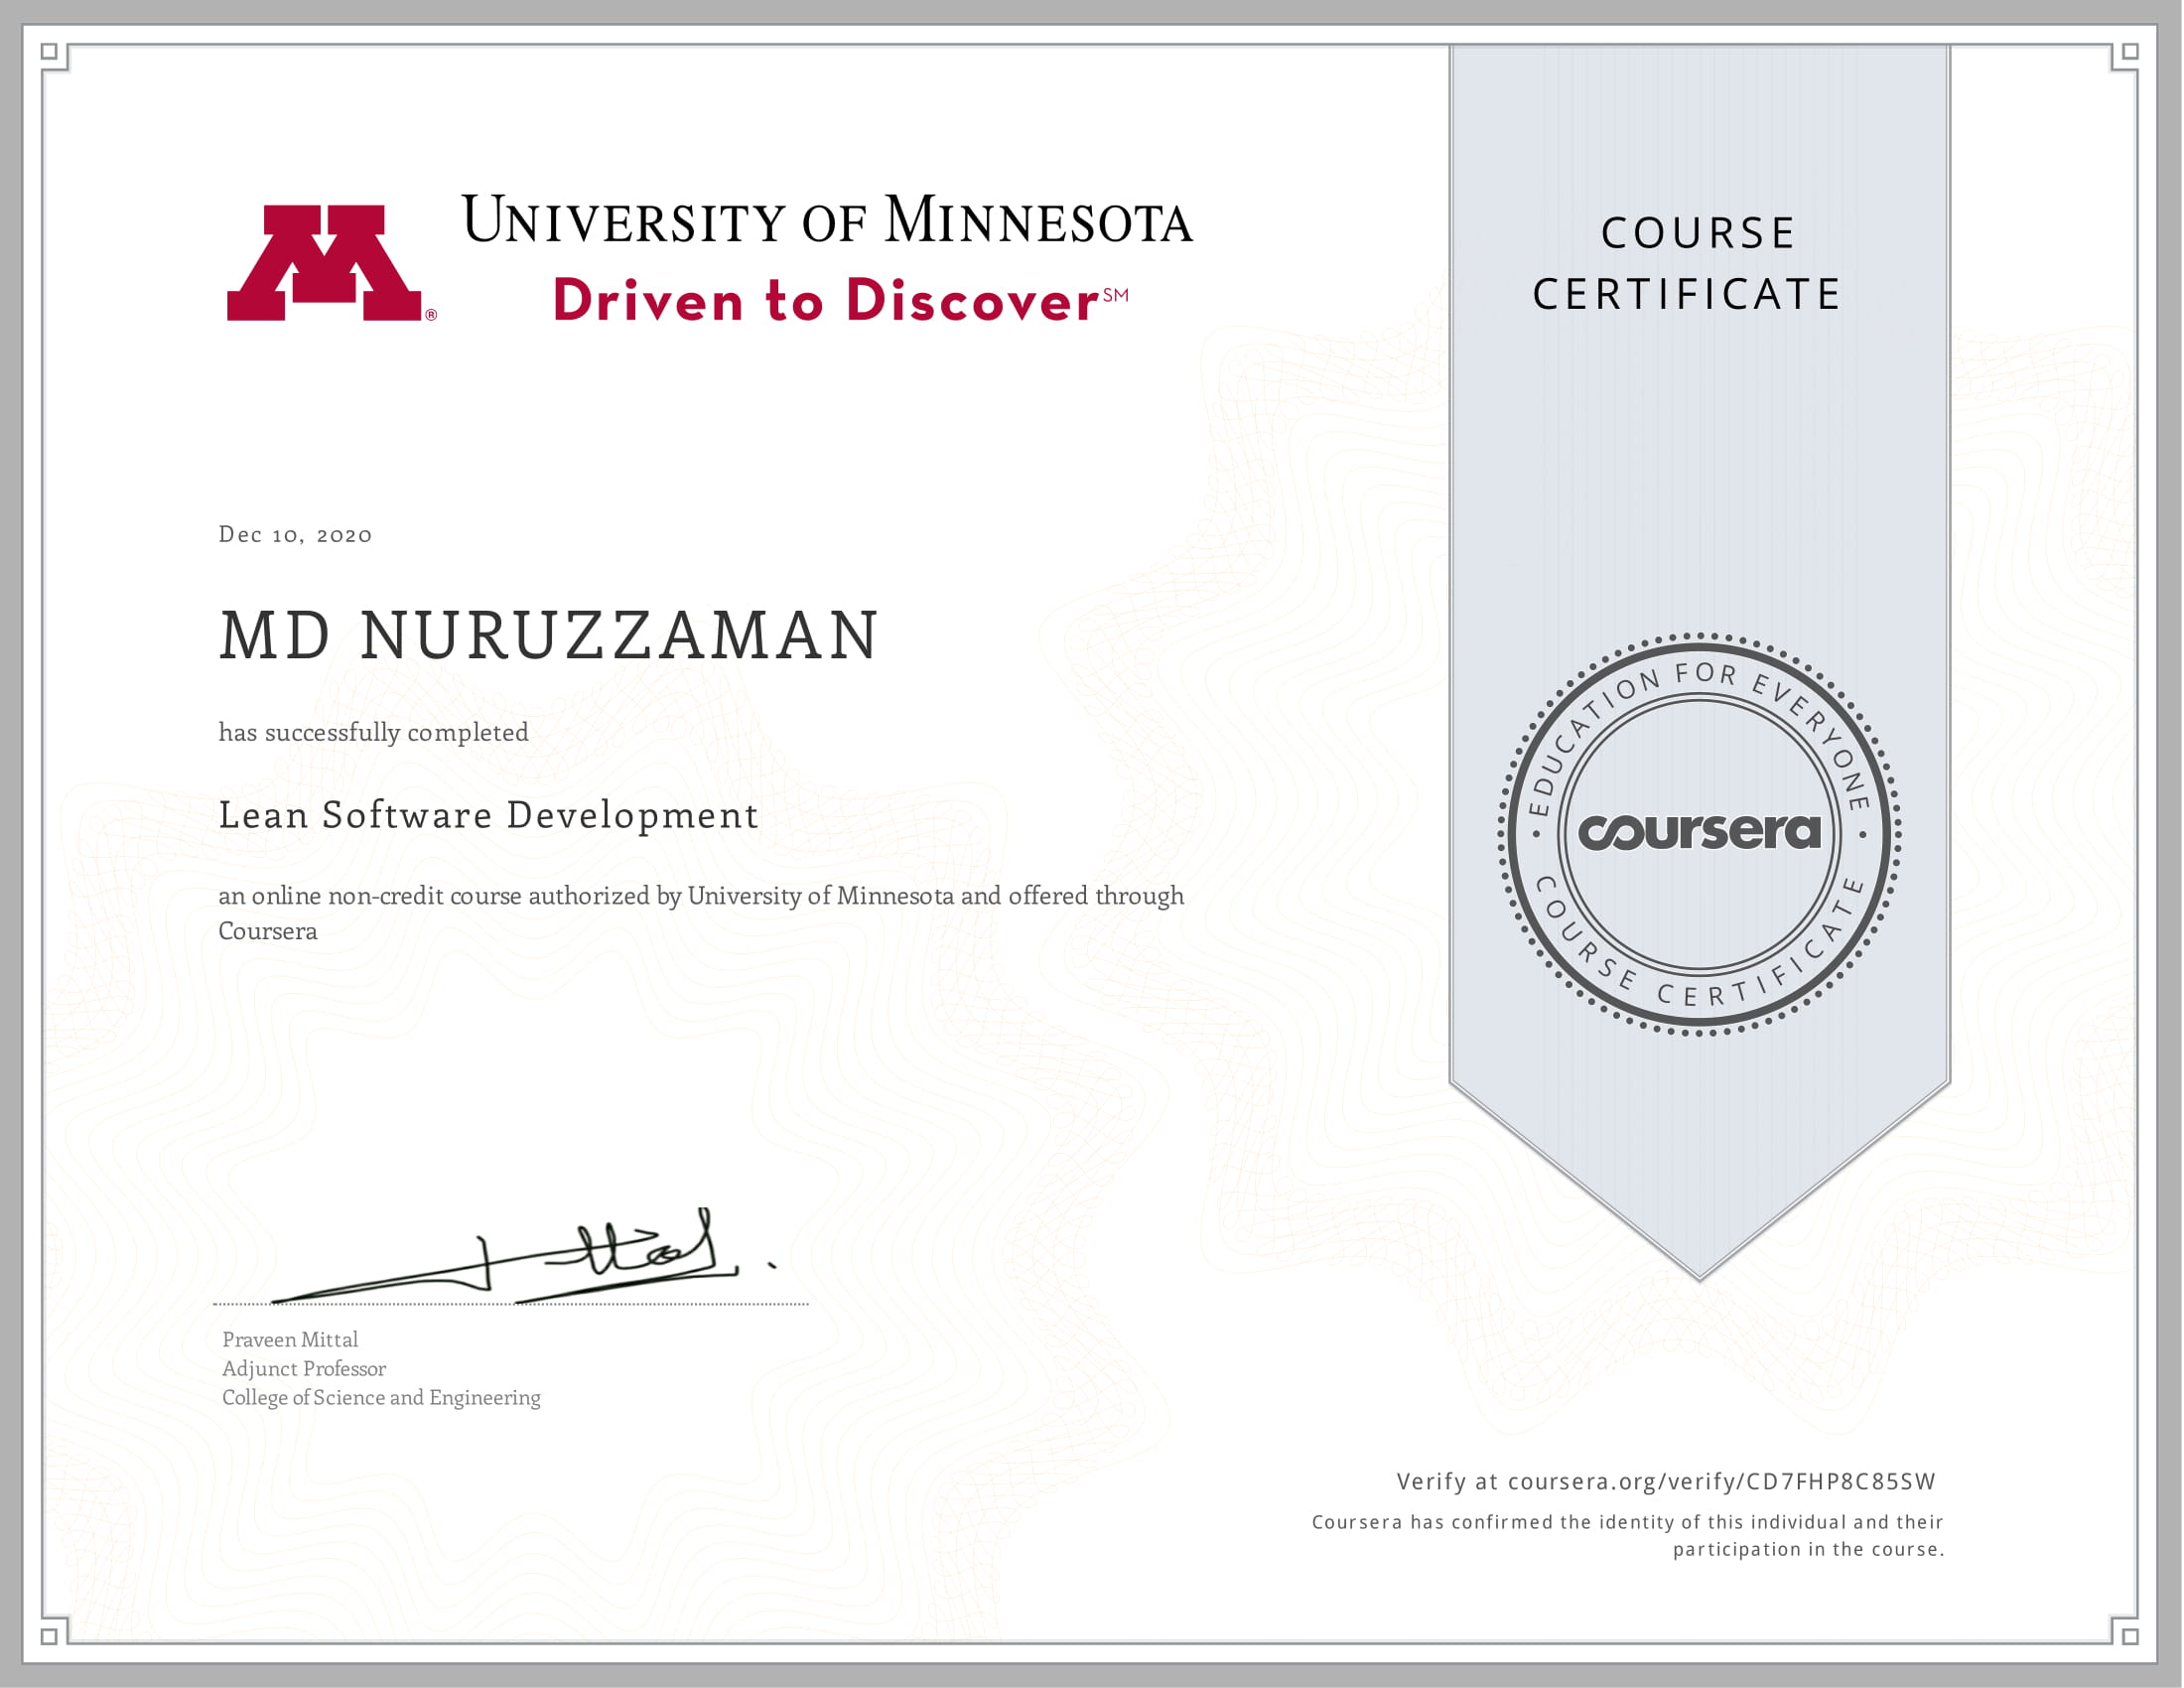 UNIVERSITY OF MINNESOTA
Driven to Discover℠
®
COURSE
CERTIFICATE
Dec 10, 2020
MD NURUZZAMAN
has successfully completed
Lean Software Development
an online non-credit course authorized by University of Minnesota and offered through
Coursera
EDUCATION FOR EVERYONE
coursera
COURSE CERTIFICATE
Praveen Mittal
Adjunct Professor
College of Science and Engineering
Verify at coursera.org/verify/CD7FHP8C85SW
Coursera has confirmed the identity of this individual and their
participation in the course.